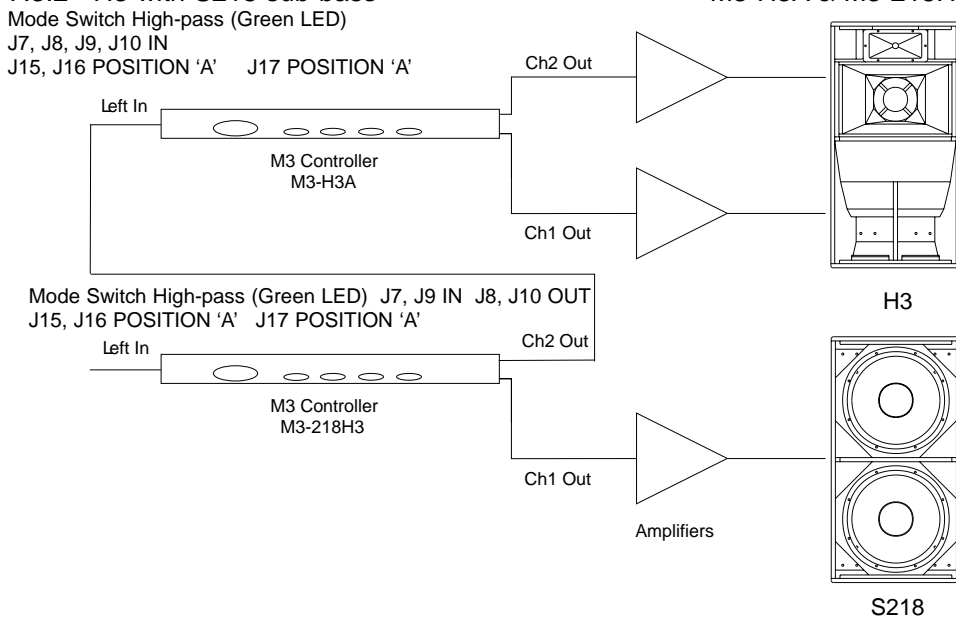 Mode Switch High-pass (Green LED)
J7, J8, J9, J10 IN
J15, J16 POSITION ‘A’ J17 POSITION ‘A’
Ch2 Out
Left In
M3 Controller
M3-H3A
Ch1 Out
H3
Mode Switch High-pass (Green LED) J7, J9 IN J8, J10 OUT
J15, J16 POSITION ‘A’ J17 POSITION ‘A’
Left In
Ch2 Out
M3 Controller
M3-218H3
Ch1 Out
Amplifiers
S218